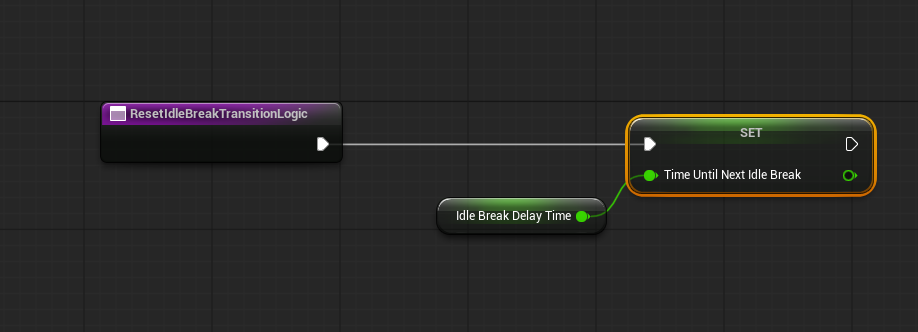 ResetIdleBreakTransitionLogic
SET
Time Until Next Idle Break
Idle Break Delay Time